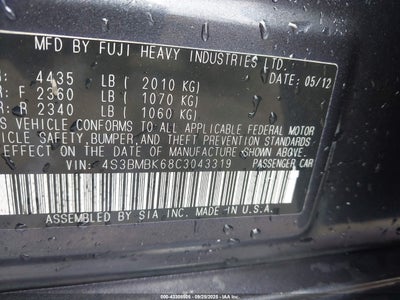 MFD BY FUJI HEAVY INDUSTRIES LTD.
R: 4435 LB ( 2010 KG) DATE: 05/12
R: F 2360 LB ( 1070 KG)
R: R 2340 LB ( 1060 KG)
S VEHICLE CONFORMS TO ALL APPLICABLE FEDERAL MOTOR
EHICLE SAFETY, BUMPER, AND THEFT PREVENTION STANDARDS
EFFECT ON THE DATE OF MANUFACTURE SHOWN ABOVE.
VIN: 4S3BMBK68C3043319 PASSENGER CAR
ASSEMBLED BY SIA INC. MADE IN U.S.A.